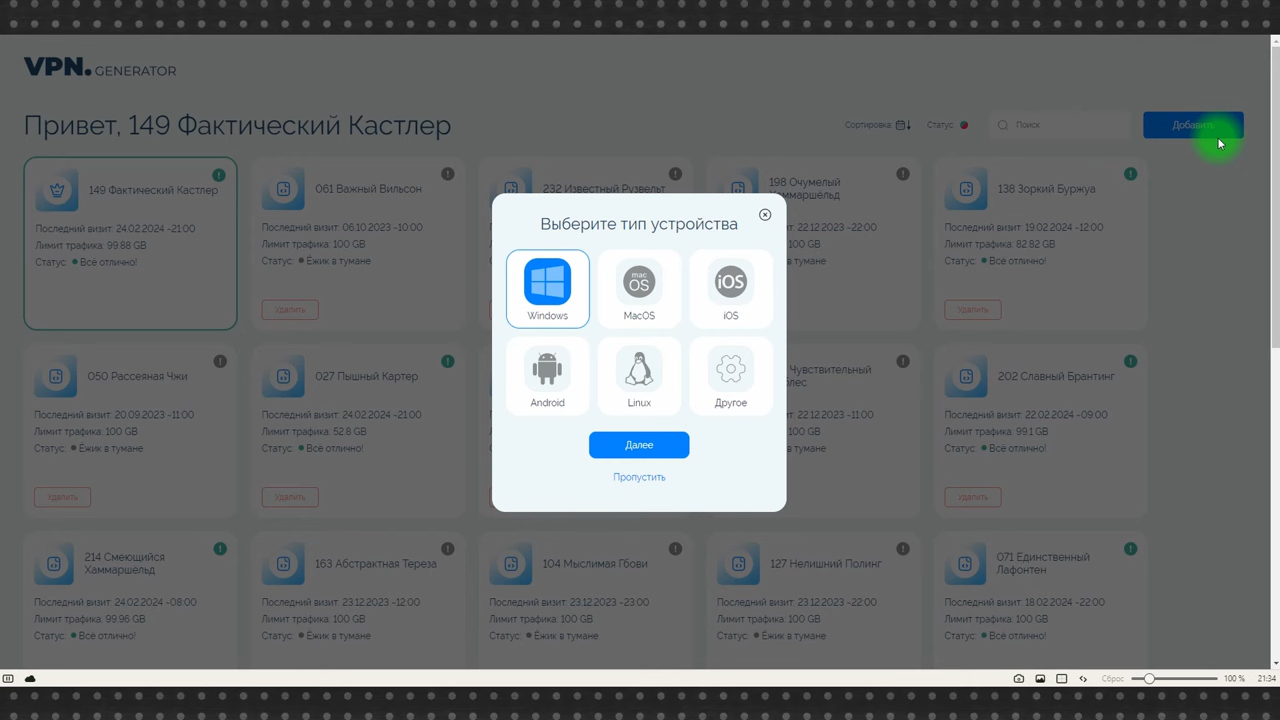 VPN. GENERATOR
Привет, 149 Фактический Кастлер
Сортировка:
Статус:
Поиск
Добавить
149 Фактический Кастлер
Последний визит: 24.02.2024 ~21:00
Лимит трафика: 99.88 GB
Статус: Всё отлично!
061 Важный Вильсон
Последний визит: 06.10.2023 ~10:00
Лимит трафика: 100 GB
Статус: Ёжик в тумане
Удалить
232 Известный Рузвельт
198 Очумелый
Хаммаршельд
22.12.2023 ~22:00
100 GB
в тумане
138 Зоркий Буржуа
Последний визит: 19.02.2024 ~12:00
Лимит трафика: 82.82 GB
Статус: Всё отлично!
Удалить
Выберите тип устройства
Windows
mac
OS
MacOS
iOS
iOS
Android
Linux
Другое
Далее
Пропустить
050 Рассеяная Чжи
Последний визит: 20.09.2023 ~11:00
Лимит трафика: 100 GB
Статус: Ёжик в тумане
Удалить
027 Пышный Картер
Последний визит: 24.02.2024 ~21:00
Лимит трафика: 52.8 GB
Статус: Всё отлично!
Удалить
Чувствительный
22.12.2023 ~11:00
100 GB
в тумане
202 Славный Брантинг
Последний визит: 22.02.2024 ~09:00
Лимит трафика: 99.1 GB
Статус: Всё отлично!
Удалить
214 Смеющийся
Хаммаршельд
Последний визит: 24.02.2024 ~08:00
Лимит трафика: 99.96 GB
Статус: Всё отлично!
163 Абстрактная Тереза
Последний визит: 23.12.2023 ~12:00
Лимит трафика: 100 GB
Статус: Ёжик в тумане
104 Мыслимая Гбови
Последний визит: 23.12.2023 ~23:00
Лимит трафика: 100 GB
Статус: Ёжик в тумане
127 Нелишний Полинг
Последний визит: 23.12.2023 ~22:00
Лимит трафика: 100 GB
Статус: Ёжик в тумане
071 Единственный
Лафонтен
Последний визит: 18.02.2024 ~22:00
Лимит трафика: 100 GB
Статус: Всё отлично!
Сброс
100 %
21:34